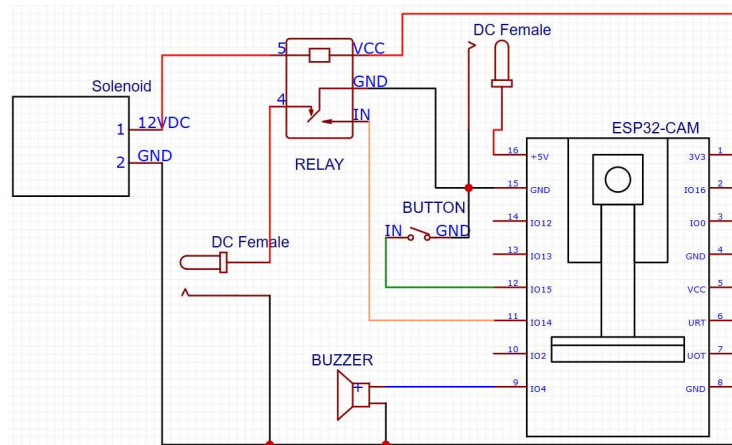 DC Female
5 VCC
Solenoid
GND
4
1 12VDC
IN
ESP32-CAM
2 GND
RELAY
16 +5V 3V3 1
15 GND IO16 2
BUTTON
14 IO12 IO0 3
IN GND
DC Female
13 IO13 GND 4
12 IO15 VCC 5
11 IO14 URT 6
10 IO2 UOT 7
BUZZER
+
9 IO4 GND 8